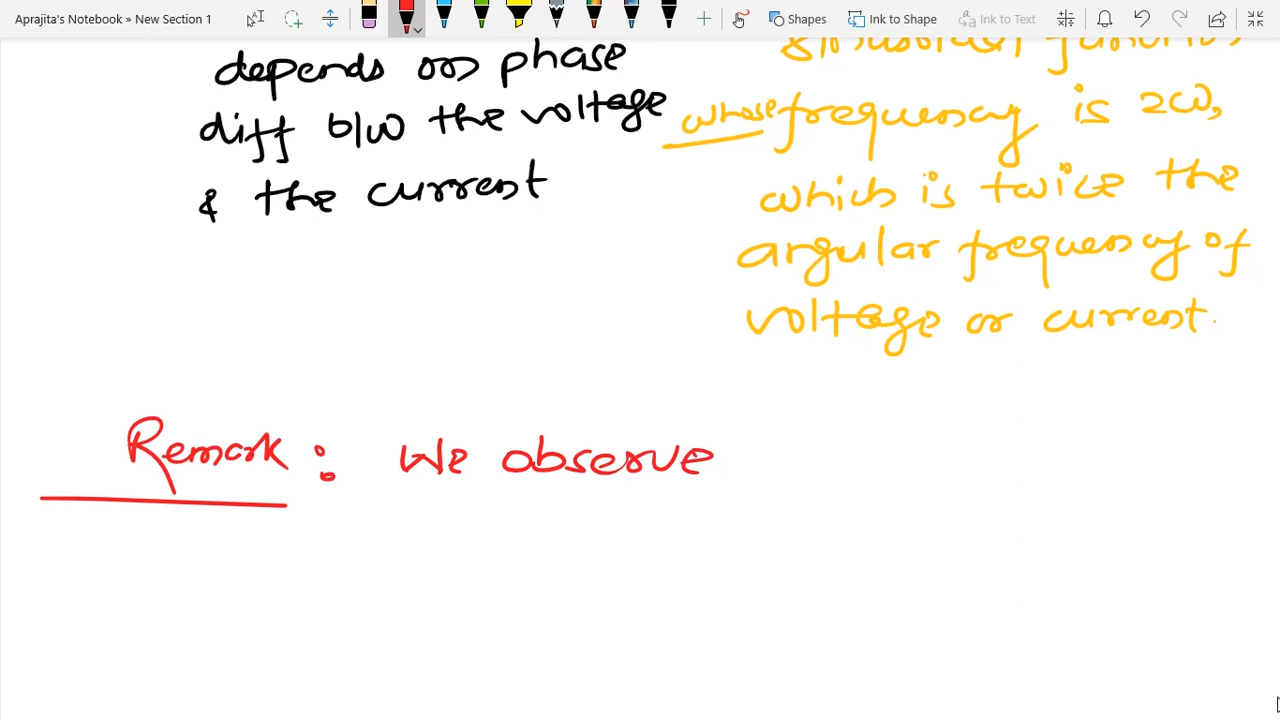 Aprajita's Notebook » New Section 1
Shapes
Ink to Shape
Ink to Text
depends on phase
diff b/w the voltage
& the current
whose frequency is 2ω,
which is twice the
angular frequency of
voltage or current.
Remark : We observe